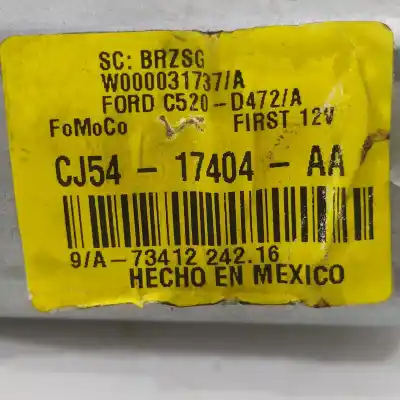 SC: BRZSG
W000031737/A
FORD C520-D472/A
FoMoCo FIRST 12V
CJ54 - 17404 - AA
9/A-73412 242.16
HECHO EN MEXICO